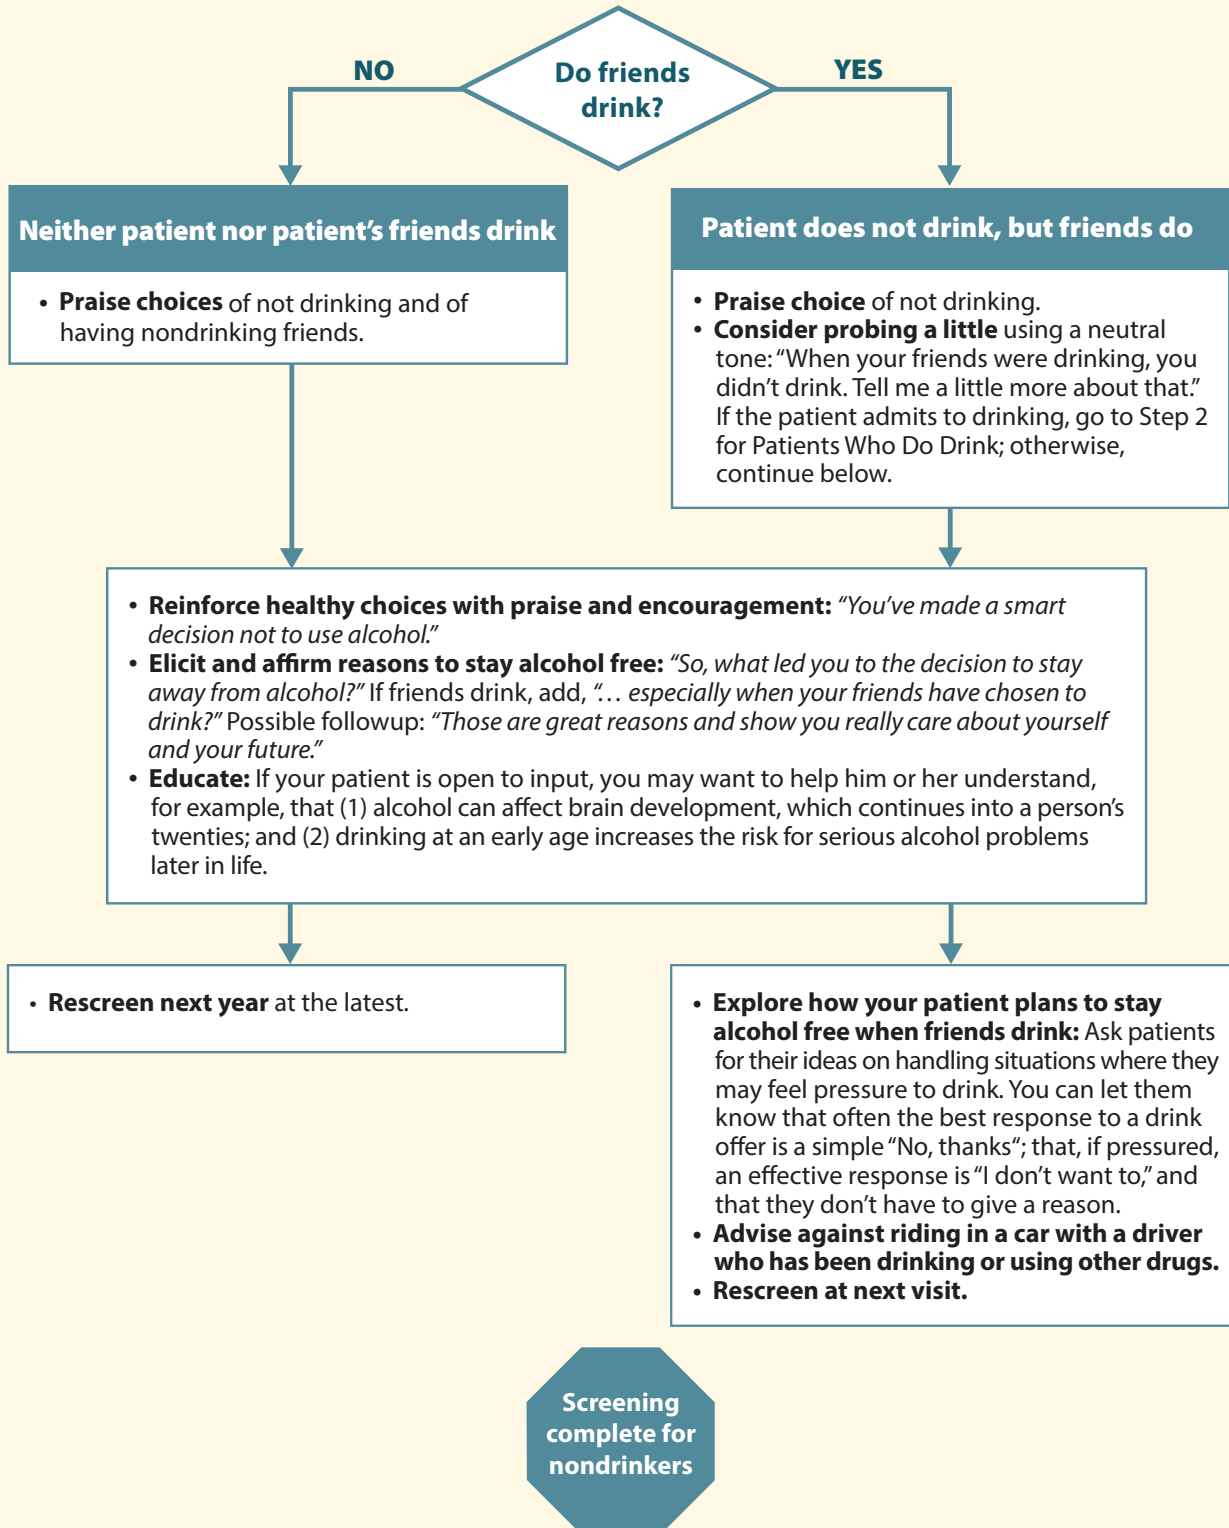 Do friends
drink?
NO
YES
Neither patient nor patient’s friends drink
• Praise choices of not drinking and of
having nondrinking friends.
Patient does not drink, but friends do
• Praise choice of not drinking.
• Consider probing a little using a neutral
tone: “When your friends were drinking, you
didn’t drink. Tell me a little more about that.”
If the patient admits to drinking, go to Step 2
for Patients Who Do Drink; otherwise,
continue below.
• Reinforce healthy choices with praise and encouragement: “You’ve made a smart
decision not to use alcohol.”
• Elicit and affirm reasons to stay alcohol free: “So, what led you to the decision to stay
away from alcohol?” If friends drink, add, “… especially when your friends have chosen to
drink?” Possible followup: “Those are great reasons and show you really care about yourself
and your future.”
• Educate: If your patient is open to input, you may want to help him or her understand,
for example, that (1) alcohol can affect brain development, which continues into a person’s
twenties; and (2) drinking at an early age increases the risk for serious alcohol problems
later in life.
• Rescreen next year at the latest.
• Explore how your patient plans to stay
alcohol free when friends drink: Ask patients
for their ideas on handling situations where they
may feel pressure to drink. You can let them
know that often the best response to a drink
offer is a simple “No, thanks“; that, if pressured,
an effective response is “I don’t want to,” and
that they don’t have to give a reason.
• Advise against riding in a car with a driver
who has been drinking or using other drugs.
• Rescreen at next visit.
Screening
complete for
nondrinkers